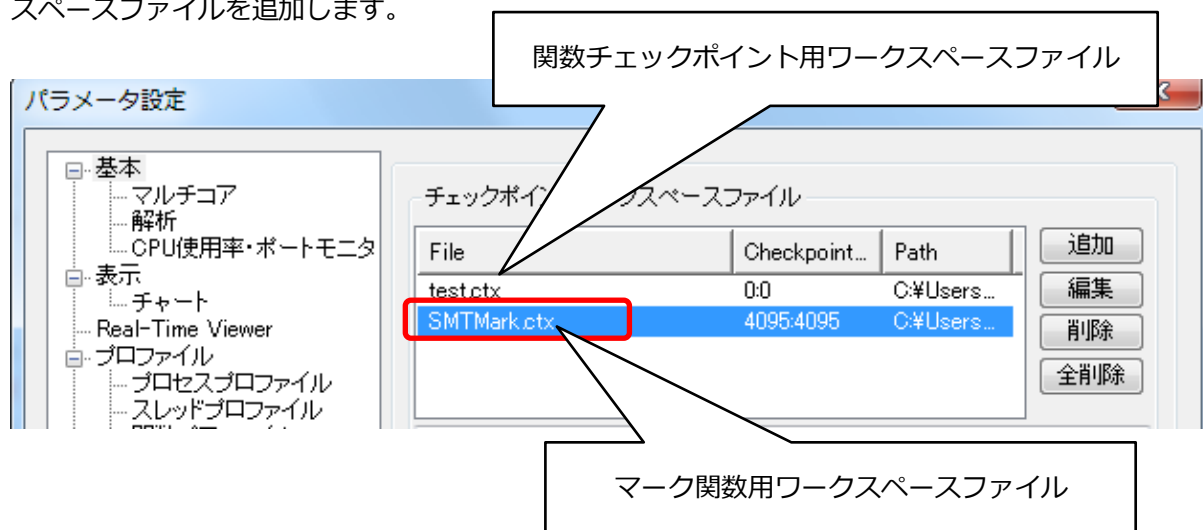 スペースファイルを追加します。
関数チェックポイント用ワークスペースファイル
パラメータ設定
基本
マルチコア
解析
CPU使用率・ポートモニタ
表示
チャート
Real-Time Viewer
プロファイル
プロセスプロファイル
スレッドプロファイル
チェックポイン
クスペースファイル
File Checkpoint... Path
test.ctx 0:0 C:¥Users...
SMTMark.ctx 4095:4095 C:¥Users...
追加
編集
削除
全削除
マーク関数用ワークスペースファイル